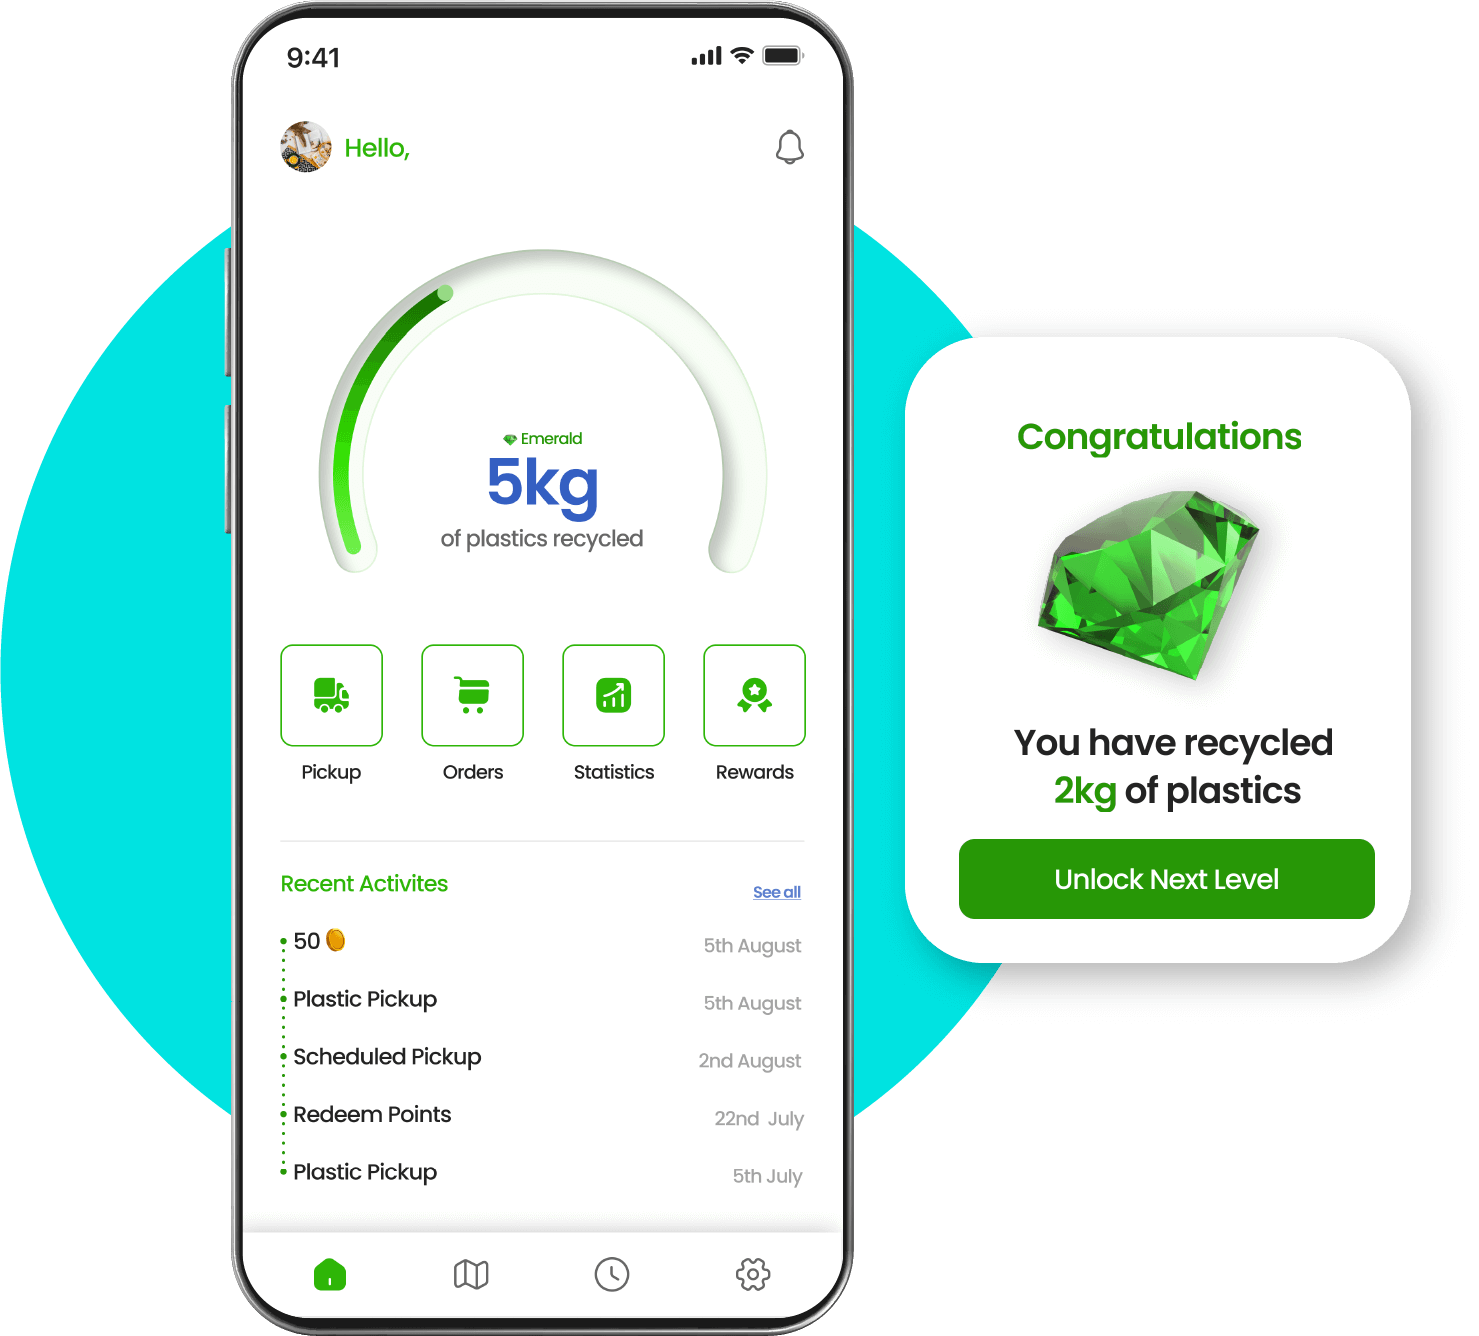 9:41
Hello,
Emerald
5kg
of plastics recycled
Pickup
Orders
Statistics
Rewards
Recent Activites
See all
50
5th August
Plastic Pickup
5th August
Scheduled Pickup
2nd August
Redeem Points
22nd July
Plastic Pickup
5th July
Congratulations
You have recycled
2kg of plastics
Unlock Next Level